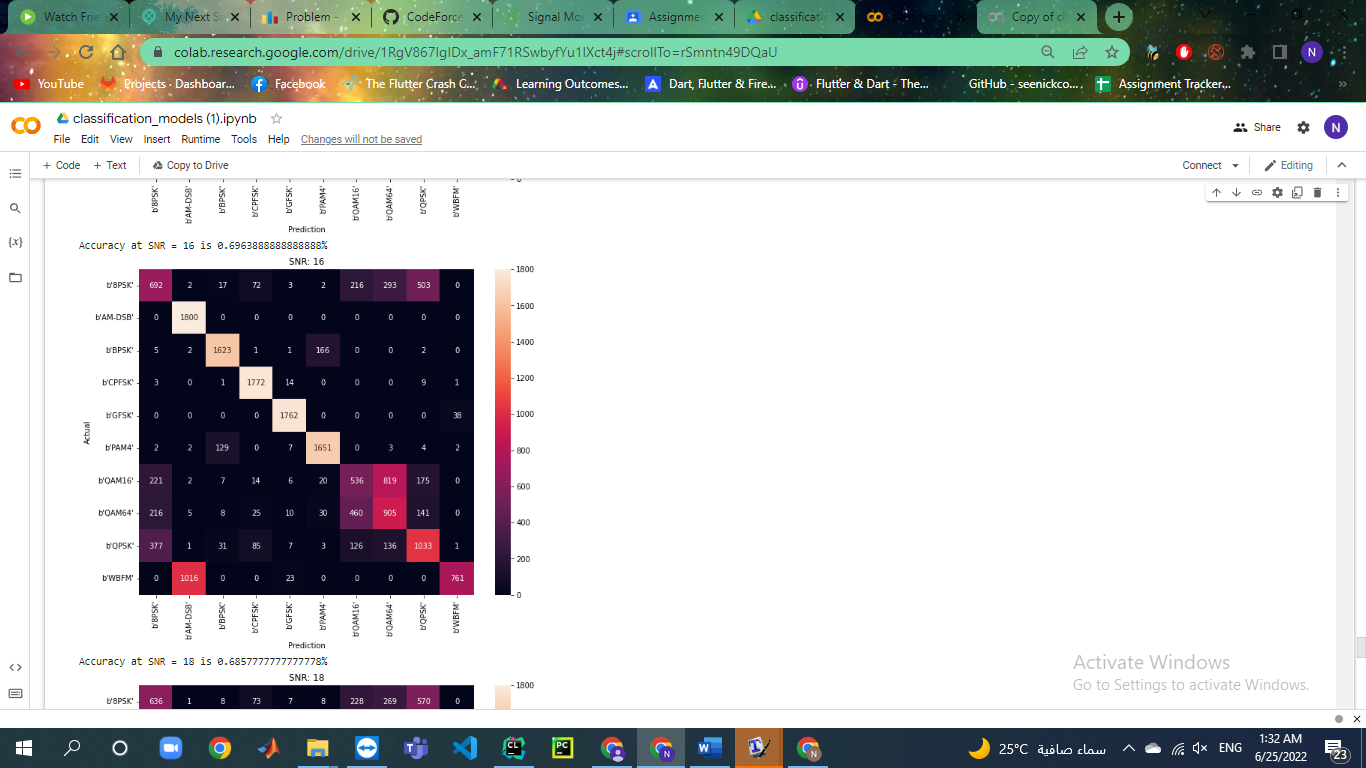 Watch Frie
My Next S
Problem -
CodeForce
Signal Mo
Assignmen
classificatio
Copy of cl
colab.research.google.com/drive/1RgV867IgIDx_amF71RSwbyfYu1IXct4j#scrollTo=rSmntn49DQaU
N
YouTube
Projects · Dashboar...
Facebook
The Flutter Crash C...
Learning Outcomes...
Dart, Flutter & Fire...
Flutter & Dart - The...
GitHub - seenickco...
Assignment Tracker...
»
classification_models (1).ipynb
File Edit View Insert Runtime Tools Help Changes will not be saved
Share
N
+ Code + Text Copy to Drive
Connect Editing
{x}
0
b'8PSK' b'AM-DSB' b'BPSK' b'CPFSK' b'GFSK' b'PAM4' b'QAM16' b'QAM64' b'QPSK' b'WBFM'
Prediction
Accuracy at SNR = 16 is 0.6963888888888888%
SNR: 16
b'8PSK' 692 2 17 72 3 2 216 293 503 0
b'AM-DSB' 0 1800 0 0 0 0 0 0 0 0
b'BPSK' 5 2 1623 1 1 166 0 0 2 0
b'CPFSK' 3 0 1 1772 14 0 0 0 9 1
b'GFSK' 0 0 0 0 1762 0 0 0 0 38
b'PAM4' 2 2 129 0 7 1651 0 3 4 2
b'QAM16' 221 2 7 14 6 20 536 819 175 0
b'QAM64' 216 5 8 25 10 30 460 905 141 0
b'QPSK' 377 1 31 85 7 3 126 136 1033 1
b'WBFM' 0 1016 0 0 23 0 0 0 0 761
Actual
b'8PSK' b'AM-DSB' b'BPSK' b'CPFSK' b'GFSK' b'PAM4' b'QAM16' b'QAM64' b'QPSK' b'WBFM'
Prediction
1800
1600
1400
1200
1000
800
600
400
200
0
Accuracy at SNR = 18 is 0.6857777777777778%
SNR: 18
b'8PSK' 636 1 8 73 7 8 228 269 570 0
1800
Activate Windows
Go to Settings to activate Windows.
25°C سماء صافية
ENG
1:32 AM
6/25/2022
23